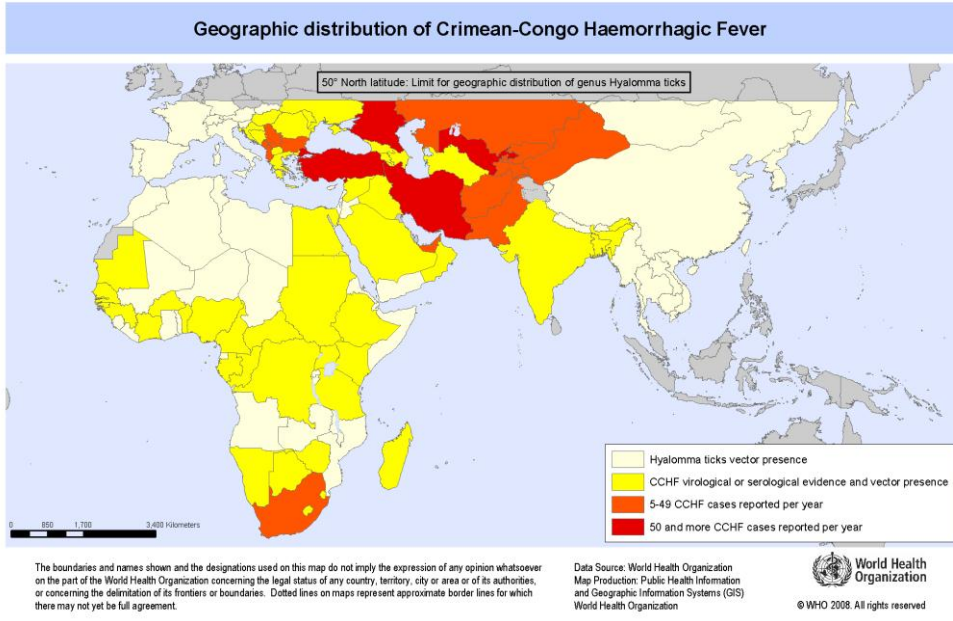 Geographic distribution of Crimean-Congo Haemorrhagic Fever
50° North latitude: Limit for geographic distribution of genus Hyalomma ticks
Hyalomma ticks vector presence
CCHF virological or serological evidence and vector presence
5-49 CCHF cases reported per year
50 and more CCHF cases reported per year
0 850 1,700 3,400 Kilometers
The boundaries and names shown and the designations used on this map do not imply the expression of any opinion whatsoever
on the part of the World Health Organization concerning the legal status of any country, territory, city or area or of its authorities,
or concerning the delimitation of its frontiers or boundaries. Dotted lines on maps represent approximate border lines for which
there may not yet be full agreement.
Data Source: World Health Organization
Map Production: Public Health Information
and Geographic Information Systems (GIS)
World Health Organization
World Health
Organization
© WHO 2008. All rights reserved